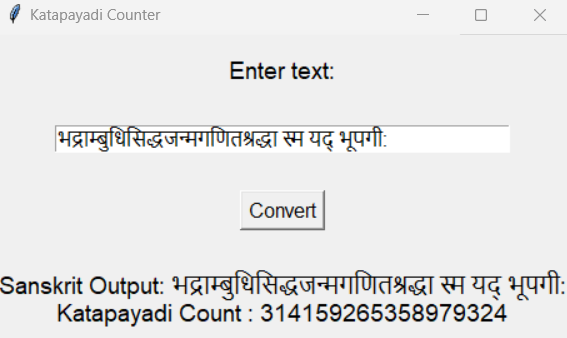 Katapayadi Counter
Enter text:
भद्राम्बुधिसिद्धजन्मगणितश्रद्धा स्म यद् भूपगी:
Convert
Sanskrit Output: भद्राम्बुधिसिद्धजन्मगणितश्रद्धा स्म यद् भूपगी:
Katapayadi Count : 314159265358979324